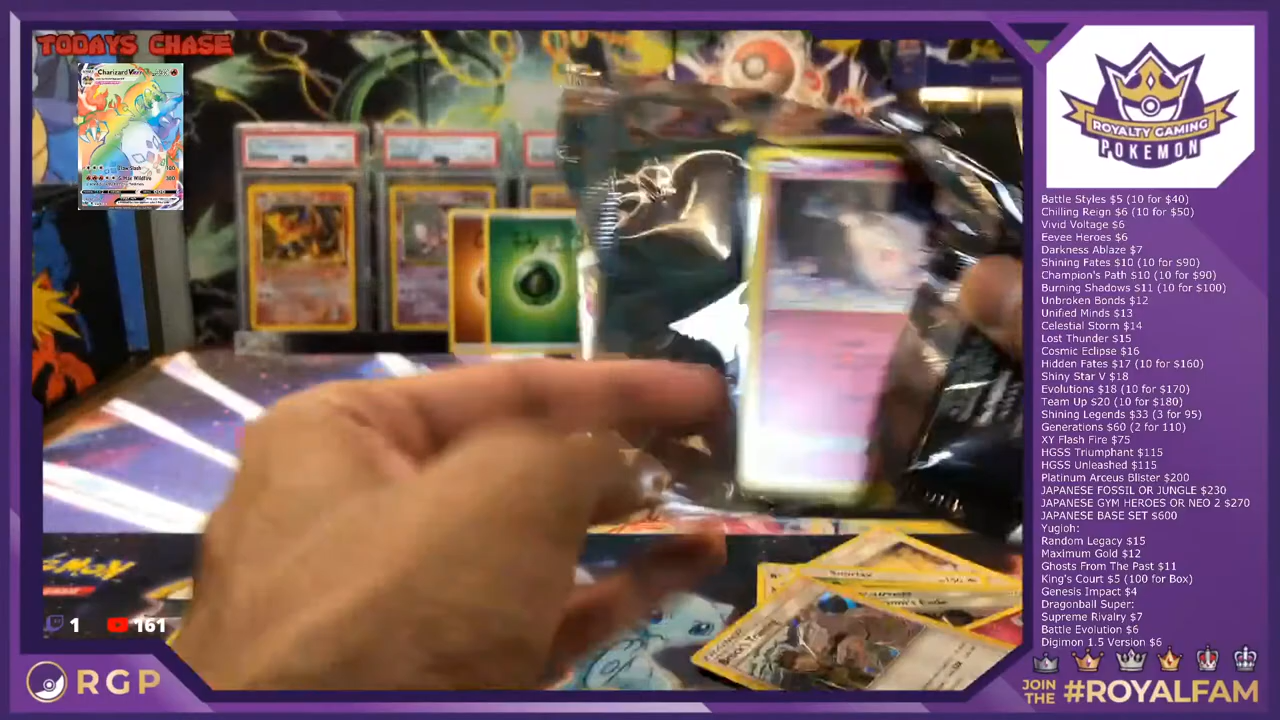 TODAYS CHASE
Charizard
Claw Slash 100
G-Max Wildfire 300
ROYALTY GAMING
POKEMON
Battle Styles $5 (10 for $40)
Chilling Reign $6 (10 for $50)
Vivid Voltage $6
Eevee Heroes $6
Darkness Ablaze $7
Shining Fates $10 (10 for $90)
Champion's Path $10 (10 for $90)
Burning Shadows $11 (10 for $100)
Unbroken Bonds $12
Unified Minds $13
Celestial Storm $14
Lost Thunder $15
Cosmic Eclipse $16
Hidden Fates $17 (10 for $160)
Shiny Star V $18
Evolutions $18 (10 for $170)
Team Up $20 (10 for $180)
Shining Legends $33 (3 for 95)
Generations $60 (2 for 110)
XY Flash Fire $75
HGSS Triumphant $115
HGSS Unleashed $115
Platinum Arceus Blister $200
JAPANESE FOSSIL OR JUNGLE $230
JAPANESE GYM HEROES OR NEO 2 $270
JAPANESE BASE SET $600
Yugioh:
Random Legacy $15
Maximum Gold $12
Ghosts From The Past $11
King's Court $5 (100 for Box)
Genesis Impact $4
Dragonball Super:
Supreme Rivalry $7
Battle Evolution $6
Digimon 1.5 Version $6
1 161
RGP
JOIN THE #ROYALFAM